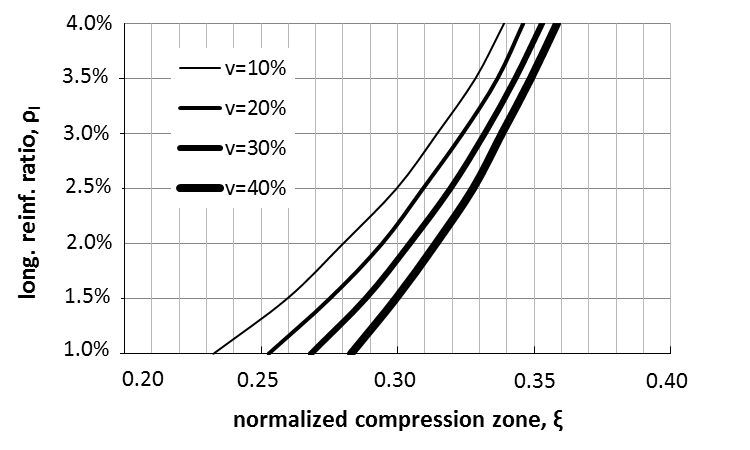 4.0%
3.5%
3.0%
2.5%
2.0%
1.5%
1.0%
long. reinf. ratio, ρl
v=10%
v=20%
v=30%
v=40%
0.20 0.25 0.30 0.35 0.40
normalized compression zone, ξ